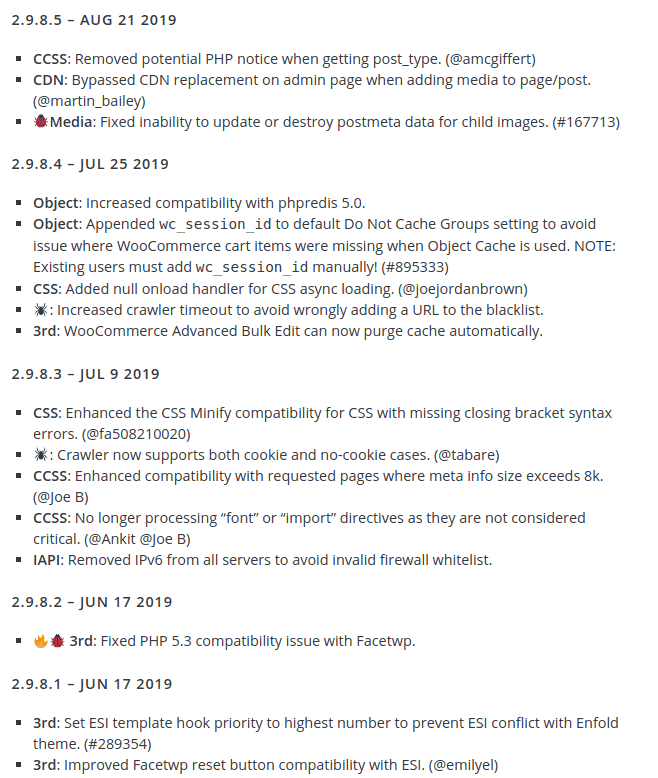 2.9.8.5 – AUG 21 2019
▪ CCSS: Removed potential PHP notice when getting post_type. (@amcgiffert)
▪ CDN: Bypassed CDN replacement on admin page when adding media to page/post.
(@martin_bailey)
▪ 🐞Media: Fixed inability to update or destroy postmeta data for child images. (#167713)
2.9.8.4 – JUL 25 2019
▪ Object: Increased compatibility with phpredis 5.0.
▪ Object: Appended wc_session_id to default Do Not Cache Groups setting to avoid
issue where WooCommerce cart items were missing when Object Cache is used. NOTE:
Existing users must add wc_session_id manually! (#895333)
▪ CSS: Added null onload handler for CSS async loading. (@joejordanbrown)
▪ 🕷: Increased crawler timeout to avoid wrongly adding a URL to the blacklist.
▪ 3rd: WooCommerce Advanced Bulk Edit can now purge cache automatically.
2.9.8.3 – JUL 9 2019
▪ CSS: Enhanced the CSS Minify compatibility for CSS with missing closing bracket syntax
errors. (@fa508210020)
▪ 🕷: Crawler now supports both cookie and no-cookie cases. (@tabare)
▪ CCSS: Enhanced compatibility with requested pages where meta info size exceeds 8k.
(@Joe B)
▪ CCSS: No longer processing “font” or “import” directives as they are not considered
critical. (@Ankit @Joe B)
▪ IAPI: Removed IPv6 from all servers to avoid invalid firewall whitelist.
2.9.8.2 – JUN 17 2019
▪ 🔥🐞 3rd: Fixed PHP 5.3 compatibility issue with Facetwp.
2.9.8.1 – JUN 17 2019
▪ 3rd: Set ESI template hook priority to highest number to prevent ESI conflict with Enfold
theme. (#289354)
▪ 3rd: Improved Facetwp reset button compatibility with ESI. (@emilyel)